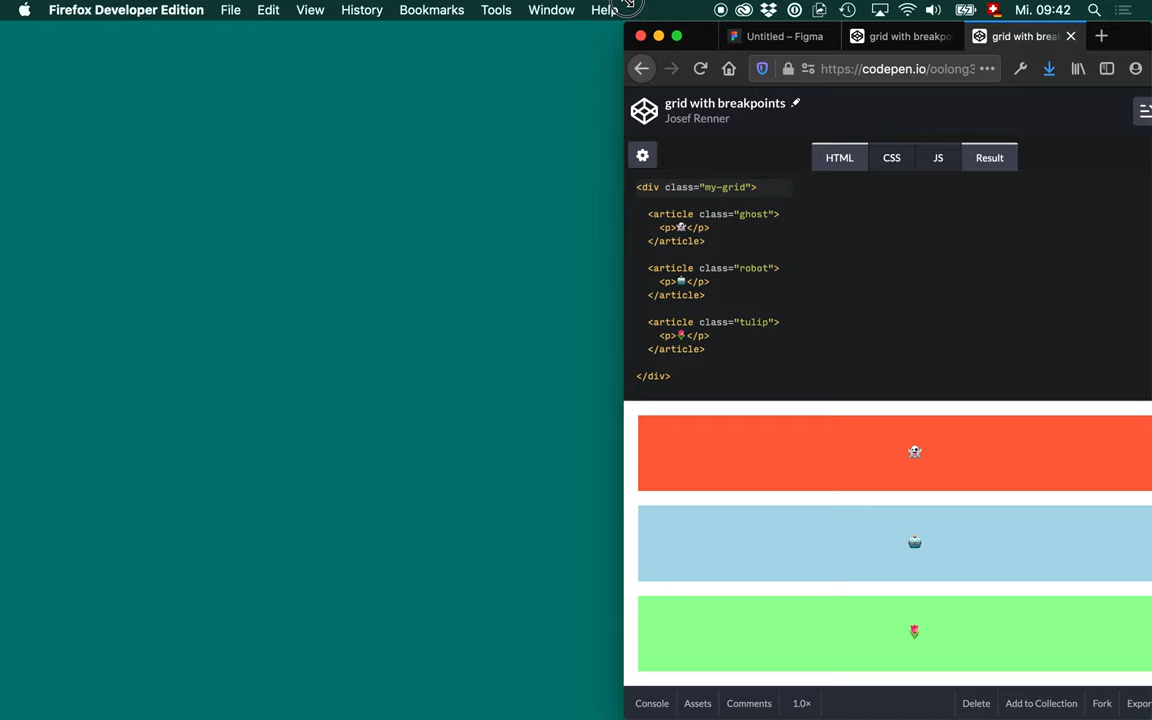 Firefox Developer Edition File Edit View History Bookmarks Tools Window Help Mi. 09:42
Untitled – Figma grid with breakpo grid with brea
https://codepen.io/oolong3
grid with breakpoints
Josef Renner
HTML CSS JS Result
<div class="my-grid">
<article class="ghost">
<p>👻</p>
</article>
<article class="robot">
<p>🤖</p>
</article>
<article class="tulip">
<p>🌷</p>
</article>
</div>
Console Assets Comments 1.0× Delete Add to Collection Fork Expor